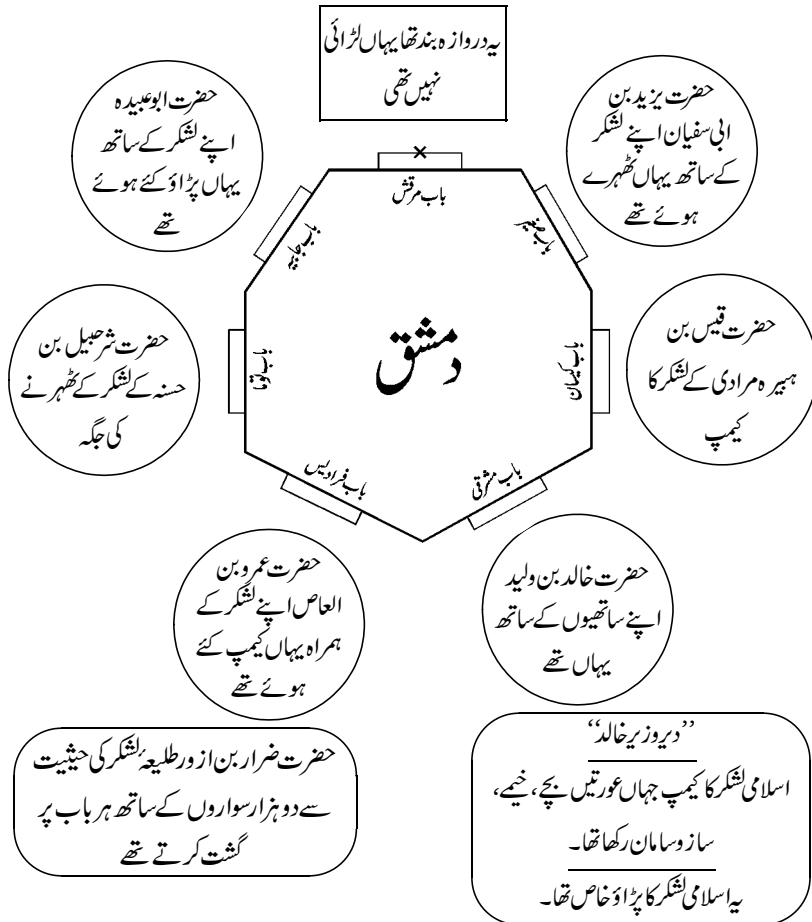 یہ دروازہ بند تھا یہاں لڑائی
نہیں تھی
حضرت یزید بن
ابی سفیان اپنے لشکر
کے ساتھ یہاں ٹھہرے
ہوئے تھے
حضرت ابوعبیدہ
اپنے لشکر کے ساتھ
یہاں پڑاؤ کئے ہوئے
تھے
باب مرقش
باب صغیر
باب جابیہ
حضرت قیس بن
ہبیرہ مرادی کے لشکر کا
کیمپ
باب کیسان
دمشق
باب توما
حضرت شرحبیل بن
حسنہ کے لشکر کے ٹھہرنے
کی جگہ
باب مشرقی
باب فرادیس
حضرت خالد بن ولید
اپنے ساتھیوں کے ساتھ
یہاں تھے
حضرت عمرو بن
العاص اپنے لشکر کے
ہمراہ یہاں کیمپ کئے
ہوئے تھے
’’دیر وزیر خالد‘‘
اسلامی لشکر کا کیمپ جہاں عورتیں بچے، خیمے،
ساز وسامان رکھا تھا۔
یہ اسلامی لشکر کا پڑاؤ خاص تھا۔
حضرت ضرار بن ازور طلیعۂ لشکر کی حیثیت
سے دو ہزار سواروں کے ساتھ ہر باب پر
گشت کرتے تھے